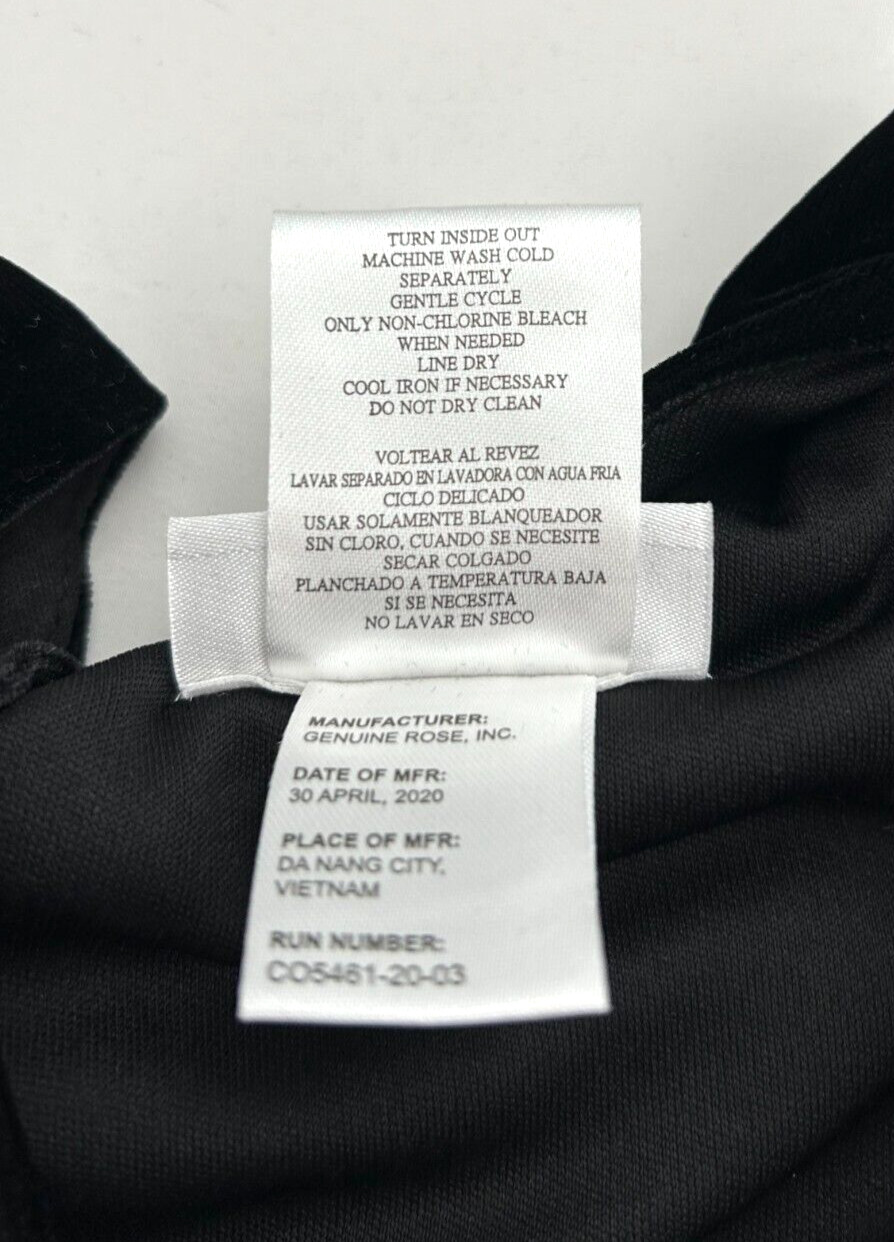 TURN INSIDE OUT
MACHINE WASH COLD
SEPARATELY
GENTLE CYCLE
ONLY NON-CHLORINE BLEACH
WHEN NEEDED
LINE DRY
COOL IRON IF NECESSARY
DO NOT DRY CLEAN
VOLTEAR AL REVEZ
LAVAR SEPARADO EN LAVADORA CON AGUA FRIA
CICLO DELICADO
USAR SOLAMENTE BLANQUEADOR
SIN CLORO, CUANDO SE NECESITE
SECAR COLGADO
PLANCHADO A TEMPERATURA BAJA
SI SE NECESITA
NO LAVAR EN SECO
MANUFACTURER:
GENUINE ROSE, INC.
DATE OF MFR:
30 APRIL, 2020
PLACE OF MFR:
DA NANG CITY,
VIETNAM
RUN NUMBER:
CO5461-20-03